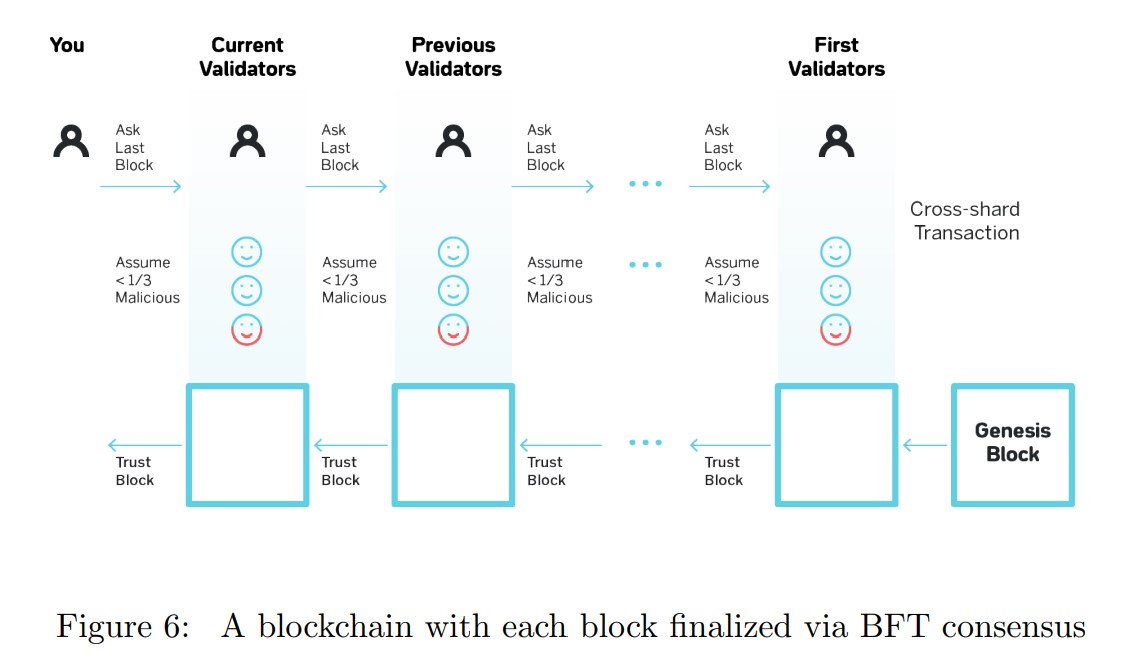 You
Current
Validators
Previous
Validators
First
Validators
Ask
Last
Block
Ask
Last
Block
Ask
Last
Block
Ask
Last
Block
Cross-shard
Transaction
Assume
< 1/3
Malicious
Assume
< 1/3
Malicious
Assume
< 1/3
Malicious
Assume
< 1/3
Malicious
Genesis
Block
Trust
Block
Trust
Block
Trust
Block
Trust
Block
Figure 6: A blockchain with each block finalized via BFT consensus